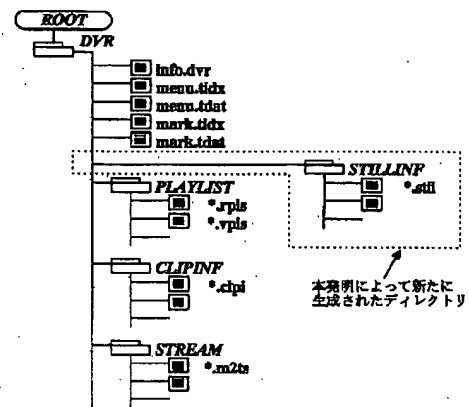 ROOT
DVR
info.dvr
menu.tidx
menu.tdat
mark.tidx
mark.tdat
STILLINF
*.stil
PLAYLIST
*.rpls
*.vpls
CLIPINF
*.clpi
本発明によって新たに
生成されたディレクトリ
STREAM
*.m2ts